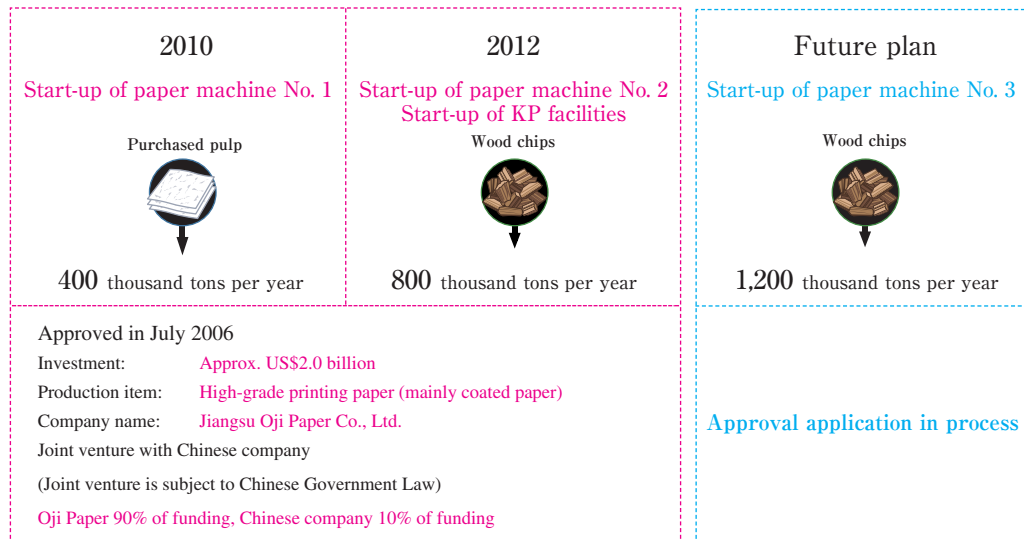 2010
Start-up of paper machine No. 1
Purchased pulp
400 thousand tons per year
2012
Start-up of paper machine No. 2
Start-up of KP facilities
Wood chips
800 thousand tons per year
Future plan
Start-up of paper machine No. 3
Wood chips
1,200 thousand tons per year
Approved in July 2006
Investment: Approx. US$2.0 billion
Production item: High-grade printing paper (mainly coated paper)
Company name: Jiangsu Oji Paper Co., Ltd.
Joint venture with Chinese company
(Joint venture is subject to Chinese Government Law)
Oji Paper 90% of funding, Chinese company 10% of funding
Approval application in process